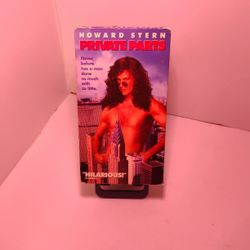 HOWARD STERN
PRIVATE PARTS
Never
before
has a man
done
so much
with
so little.
"HILARIOUS!"